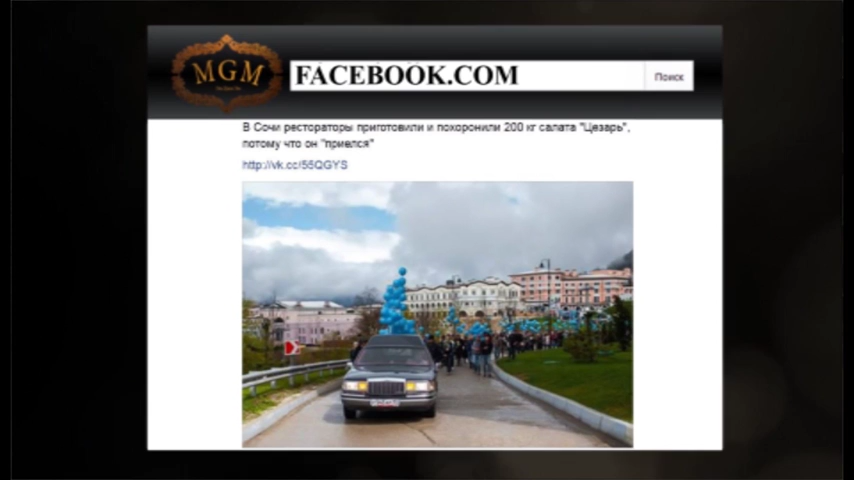 MGM
FACEBOOK.COM
Поиск
В Сочи рестораторы приготовили и похоронили 200 кг салата "Цезарь",
потому что он "приелся"
http://vk.cc/55QGYS